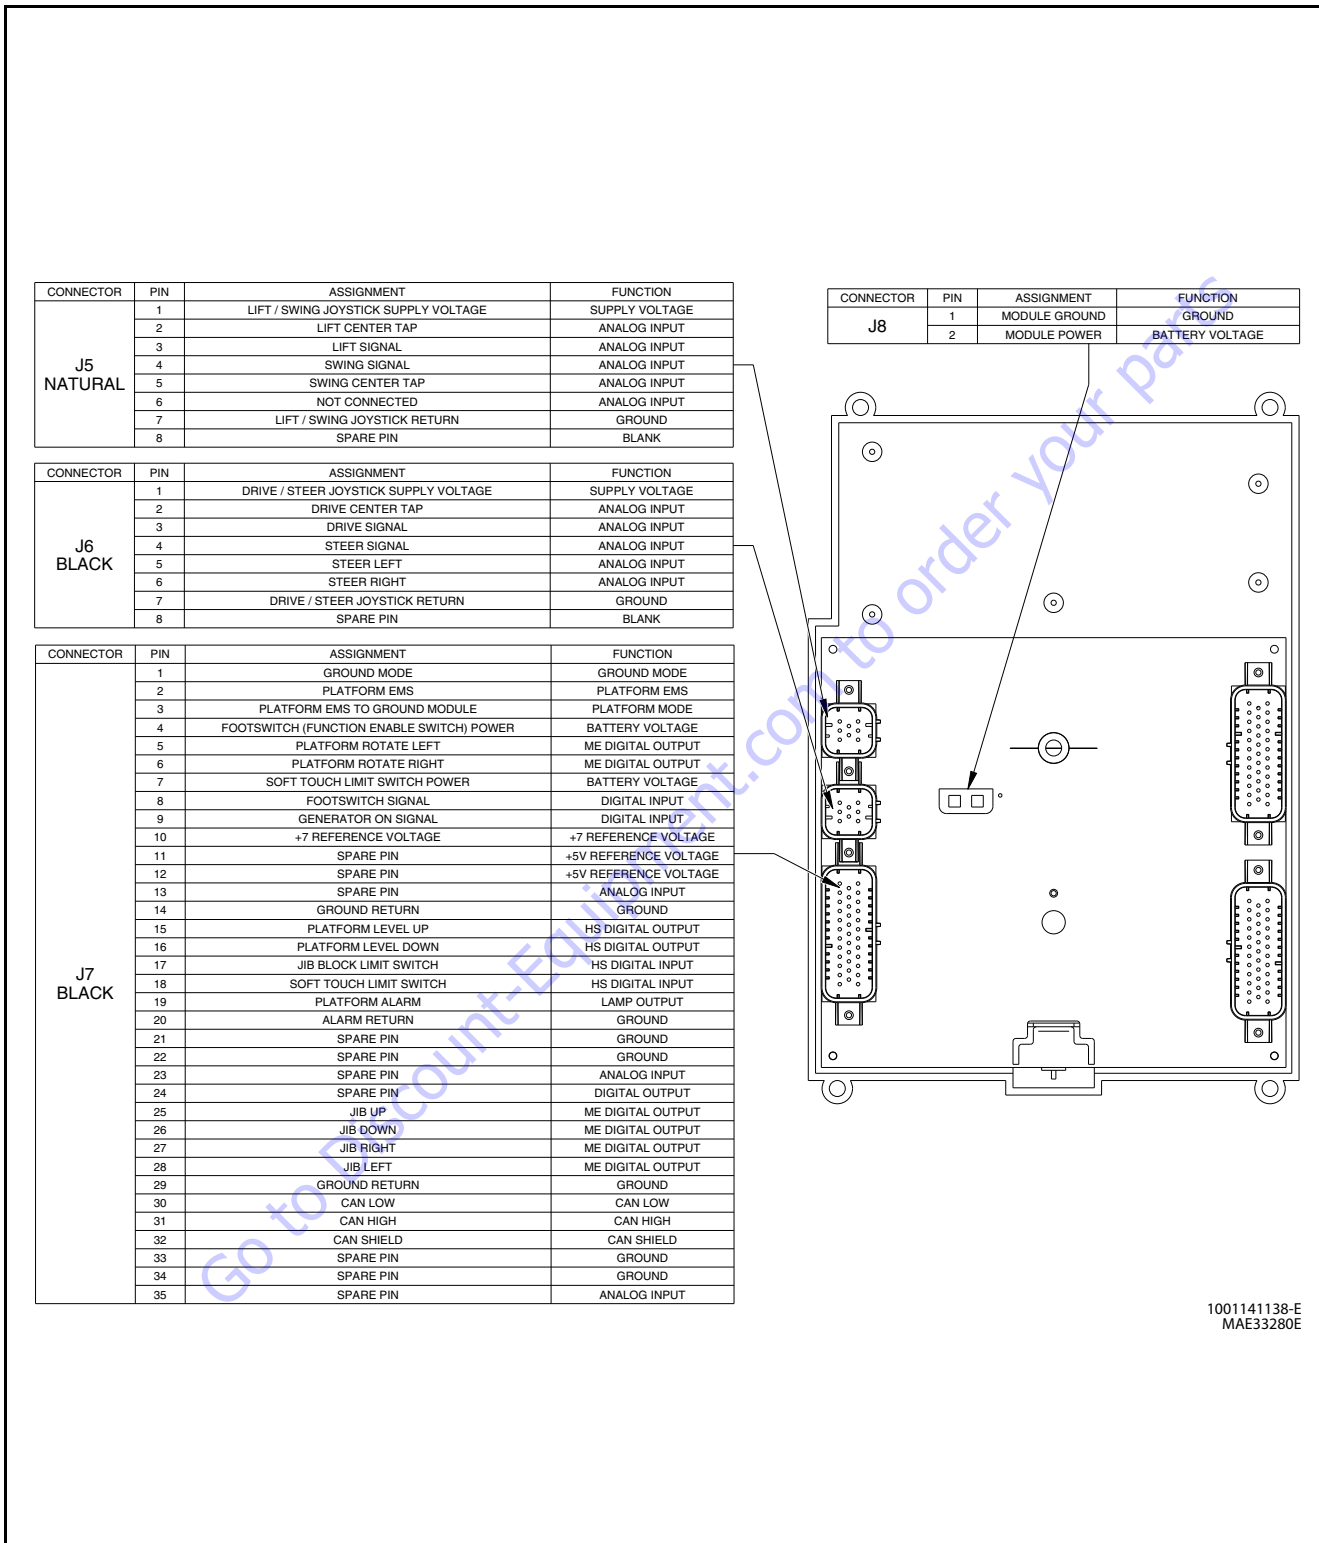 CONNECTOR PIN ASSIGNMENT FUNCTION
J5 NATURAL
1 LIFT / SWING JOYSTICK SUPPLY VOLTAGE SUPPLY VOLTAGE
2 LIFT CENTER TAP ANALOG INPUT
3 LIFT SIGNAL ANALOG INPUT
4 SWING SIGNAL ANALOG INPUT
5 SWING CENTER TAP ANALOG INPUT
6 NOT CONNECTED ANALOG INPUT
7 LIFT / SWING JOYSTICK RETURN GROUND
8 SPARE PIN BLANK
CONNECTOR PIN ASSIGNMENT FUNCTION
J6 BLACK
1 DRIVE / STEER JOYSTICK SUPPLY VOLTAGE SUPPLY VOLTAGE
2 DRIVE CENTER TAP ANALOG INPUT
3 DRIVE SIGNAL ANALOG INPUT
4 STEER SIGNAL ANALOG INPUT
5 STEER LEFT ANALOG INPUT
6 STEER RIGHT ANALOG INPUT
7 DRIVE / STEER JOYSTICK RETURN GROUND
8 SPARE PIN BLANK
CONNECTOR PIN ASSIGNMENT FUNCTION
J7 BLACK
1 GROUND MODE GROUND MODE
2 PLATFORM EMS PLATFORM EMS
3 PLATFORM EMS TO GROUND MODULE PLATFORM MODE
4 FOOTSWITCH (FUNCTION ENABLE SWITCH) POWER BATTERY VOLTAGE
5 PLATFORM ROTATE LEFT ME DIGITAL OUTPUT
6 PLATFORM ROTATE RIGHT ME DIGITAL OUTPUT
7 SOFT TOUCH LIMIT SWITCH POWER BATTERY VOLTAGE
8 FOOTSWITCH SIGNAL DIGITAL INPUT
9 GENERATOR ON SIGNAL DIGITAL INPUT
10 +7 REFERENCE VOLTAGE +7 REFERENCE VOLTAGE
11 SPARE PIN +5V REFERENCE VOLTAGE
12 SPARE PIN +5V REFERENCE VOLTAGE
13 SPARE PIN ANALOG INPUT
14 GROUND RETURN GROUND
15 PLATFORM LEVEL UP HS DIGITAL OUTPUT
16 PLATFORM LEVEL DOWN HS DIGITAL OUTPUT
17 JIB BLOCK LIMIT SWITCH HS DIGITAL INPUT
18 SOFT TOUCH LIMIT SWITCH HS DIGITAL INPUT
19 PLATFORM ALARM LAMP OUTPUT
20 ALARM RETURN GROUND
21 SPARE PIN GROUND
22 SPARE PIN GROUND
23 SPARE PIN ANALOG INPUT
24 SPARE PIN DIGITAL OUTPUT
25 JIB UP ME DIGITAL OUTPUT
26 JIB DOWN ME DIGITAL OUTPUT
27 JIB RIGHT ME DIGITAL OUTPUT
28 JIB LEFT ME DIGITAL OUTPUT
29 GROUND RETURN GROUND
30 CAN LOW CAN LOW
31 CAN HIGH CAN HIGH
32 CAN SHIELD CAN SHIELD
33 SPARE PIN GROUND
34 SPARE PIN GROUND
35 SPARE PIN ANALOG INPUT
CONNECTOR PIN ASSIGNMENT FUNCTION
J8
1 MODULE GROUND GROUND
2 MODULE POWER BATTERY VOLTAGE
Go to Discount-Equipment.com to order your parts
1001141138-E
MAE33280E